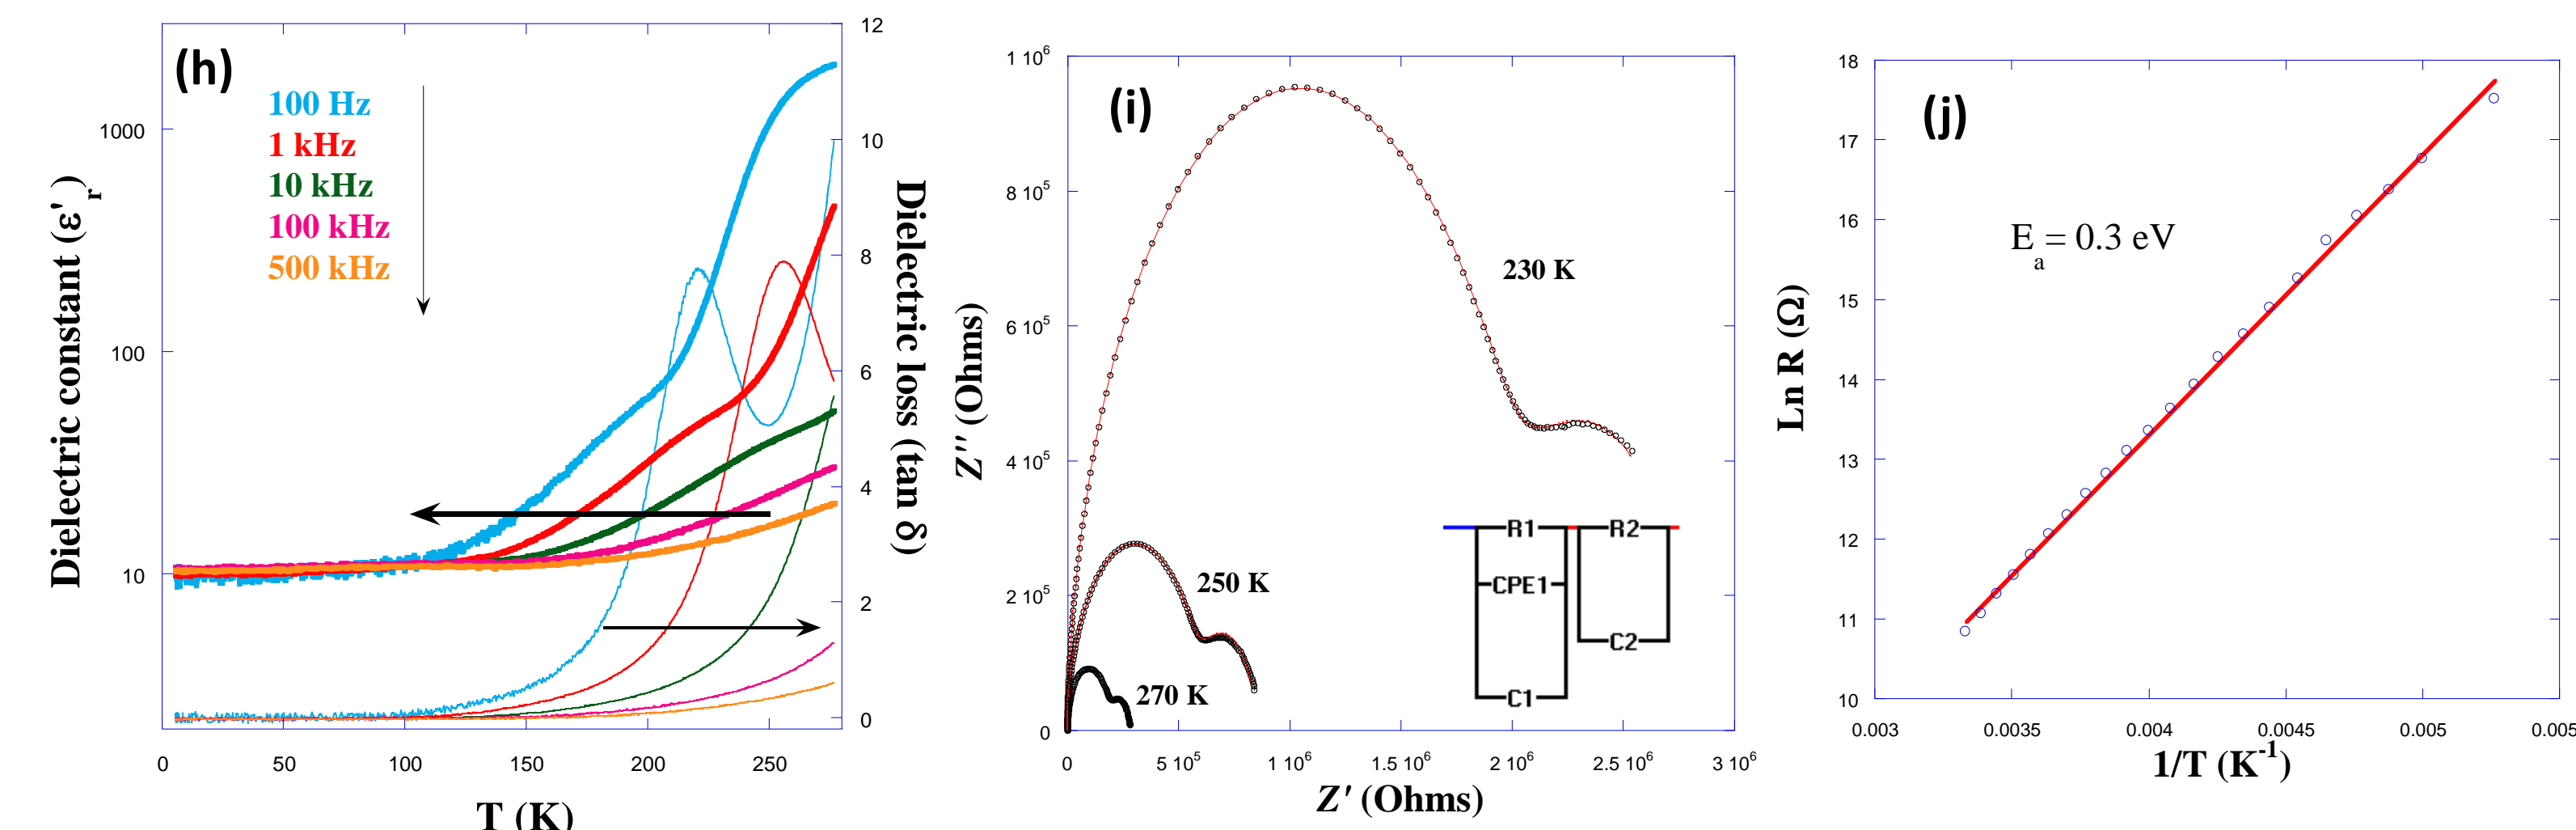 (h)
100 Hz
1 kHz
10 kHz
100 kHz
500 kHz
Dielectric constant (ε'r)
1000
100
10
12
10
8
6
4
2
0
Dielectric loss (tan δ)
0 50 100 150 200 250
T (K)
(i)
1 10^6
8 10^5
6 10^5
4 10^5
2 10^5
0
Z'' (Ohms)
230 K
250 K
270 K
R1 R2
CPE1
C2
C1
0 5 10^5 1 10^6 1.5 10^6 2 10^6 2.5 10^6 3 10^6
Z' (Ohms)
(j)
18
17
16
15
14
13
12
11
10
Ln R (Ω)
E_a = 0.3 eV
0.003 0.0035 0.004 0.0045 0.005 0.005
1/T (K^-1)